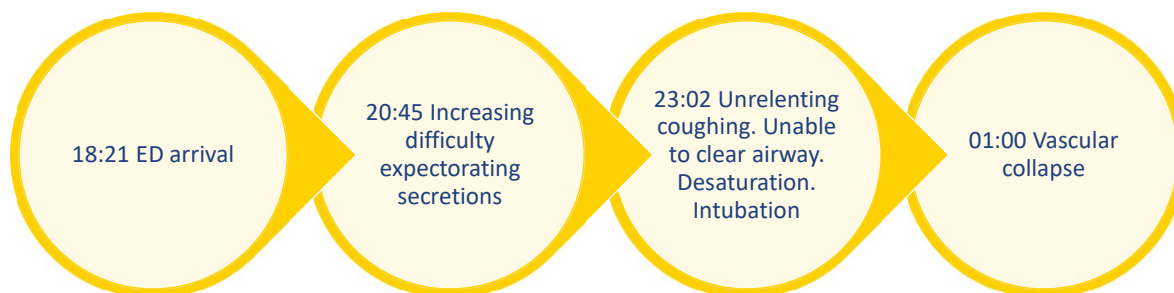 18:21 ED arrival
20:45 Increasing
difficulty
expectorating
secretions
23:02 Unrelenting
coughing. Unable
to clear airway.
Desaturation.
Intubation
01:00 Vascular
collapse